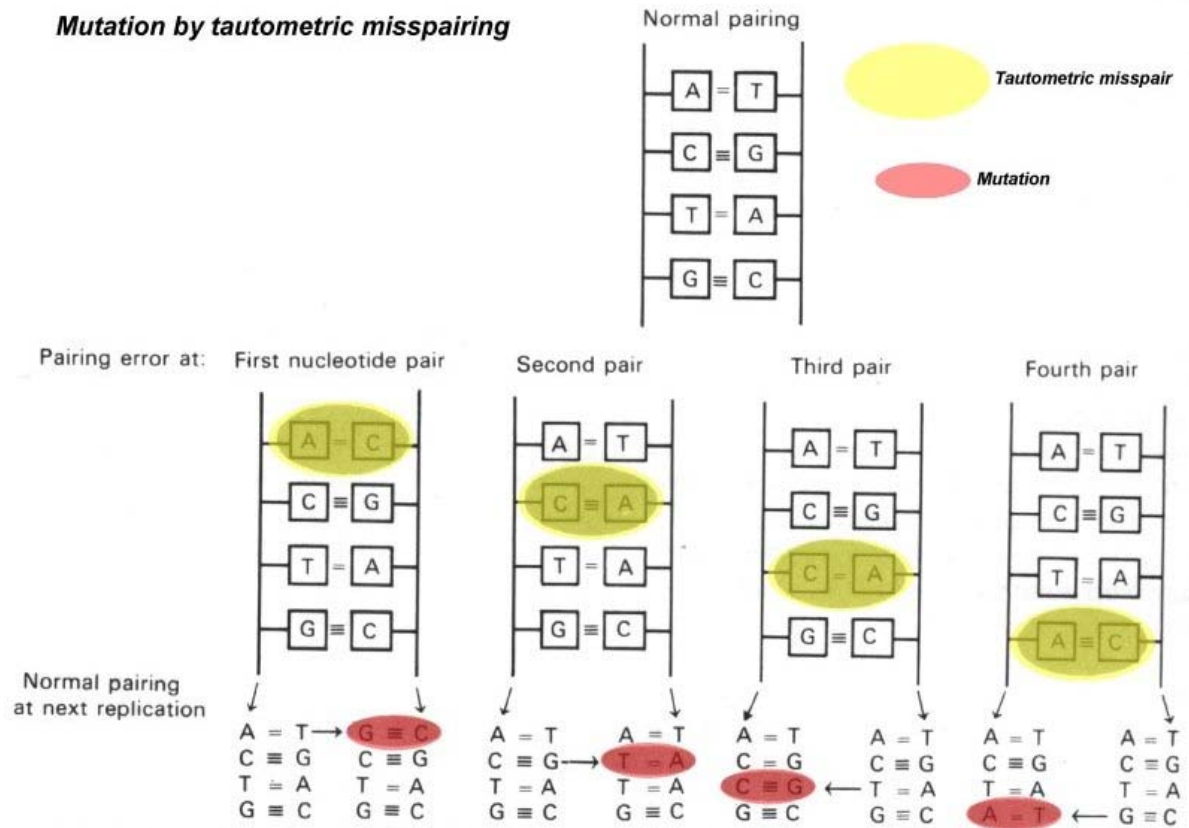 Mutation by tautometric misspairing
Normal pairing
A = T
C ≡ G
T = A
G ≡ C
Tautometric misspair
Mutation
Pairing error at:
First nucleotide pair
A = C
C ≡ G
T = A
G ≡ C
Second pair
A = T
C ≡ A
T = A
G ≡ C
Third pair
A = T
C ≡ G
C = A
G ≡ C
Fourth pair
A = T
C ≡ G
T = A
A ≡ C
Normal pairing
at next replication
A = T → G ≡ C
C ≡ G C ≡ G
T = A T = A
G ≡ C G ≡ C
A = T A = T
C ≡ G → T = A
T = A T = A
G ≡ C G ≡ C
A = T A = T
C = G C ≡ G
C ≡ G ← T = A
G ≡ C G ≡ C
A = T A = T
C ≡ G C = G
T = A T = A
A = T ← G ≡ C